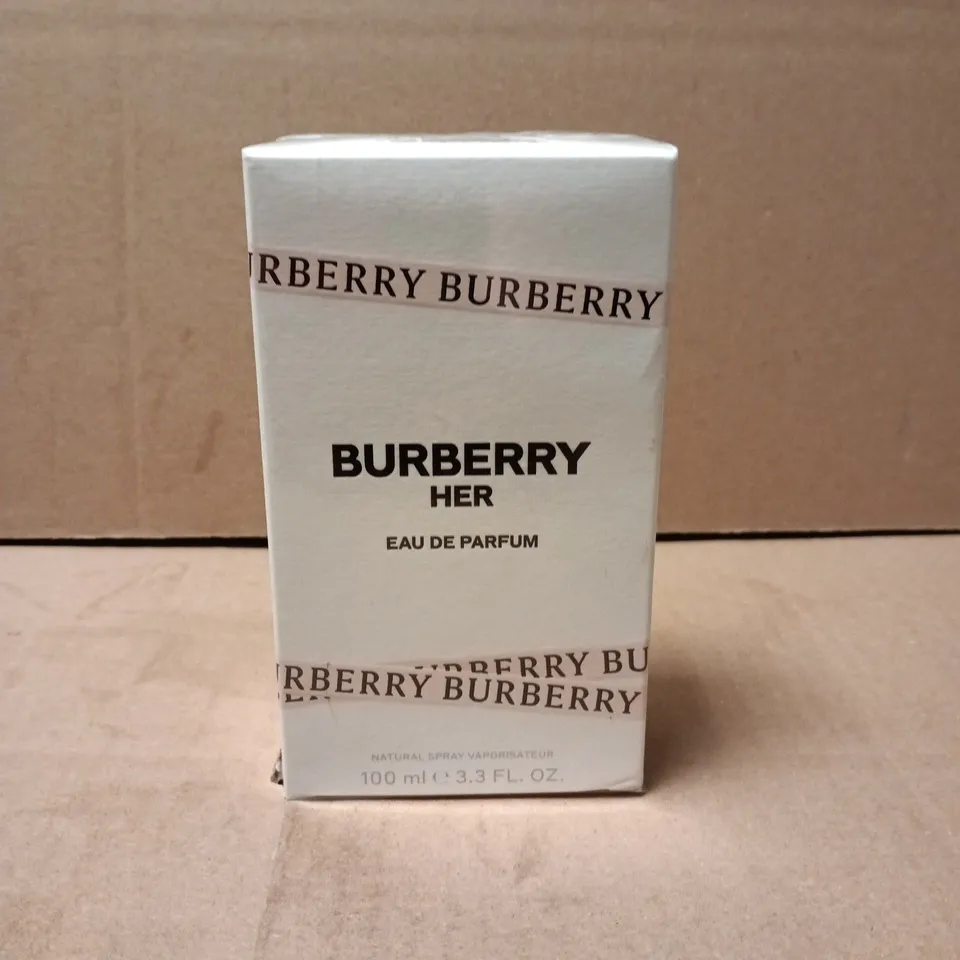 URBERRY BURBERRY
BURBERRY
HER
EAU DE PARFUM
URBERRY BU
URBERRY BURBERRY
NATURAL SPRAY VAPORISATEUR
100 ml ℮ 3.3 FL. OZ.